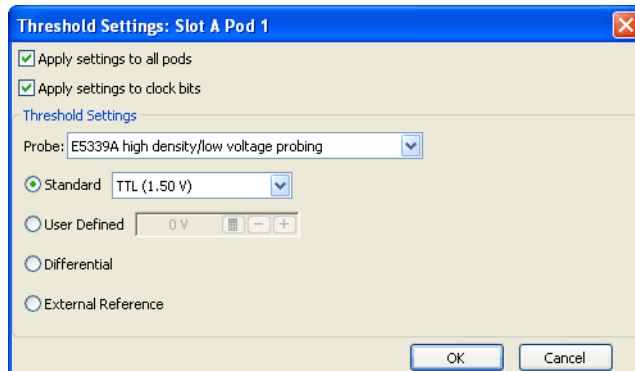 Threshold Settings: Slot A Pod 1
Apply settings to all pods
Apply settings to clock bits
Threshold Settings
Probe: E5339A high density/low voltage probing
Standard TTL (1.50 V)
User Defined 0 V
Differential
External Reference
OK Cancel